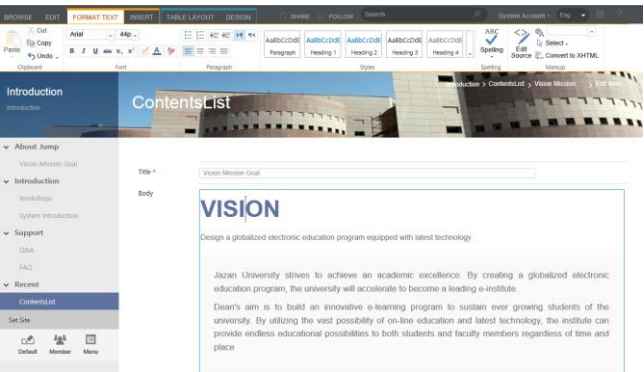 BROWSE EDIT FORMAT TEXT INSERT TABLE LAYOUT DESIGN SHARE FOLLOW Search System Account Eng ?
Cut
Copy
Undo
Paste
Clipboard
Arial 44p
B I U abc x, x²
Font
Paragraph
AaBbCcDdE AaBbCcDdE AaBbCcDdE AaBbCcDdE AaBbCcDdE
Paragraph Heading 1 Heading 2 Heading 3 Heading 4
Styles
ABC
Spelling
Spelling
Edit Source
Select
Convert to XHTML
Markup
Introduction
Introduction
ContentsList
Introduction > ContentsList > Vision Mission > Edit Item
About Jump
Vision Mission Goal
Introduction
Workshops
System Introduction
Support
Q&A
FAQ
Recent
ContentsList
Set Site
Default Member Menu
Title * Vision Mission Goal
Body
VISION
Design a globalized electronic education program equipped with latest technology.
Jazan University strives to achieve an academic excellence. By creating a globalized electronic
education program, the university will accelerate to become a leading e-institute.
Dean's aim is to build an innovative e-learning program to sustain ever growing students of the
university. By utilizing the vast possibility of on-line education and latest technology, the institute can
provide endless educational possibilities to both students and faculty members regardless of time and
place